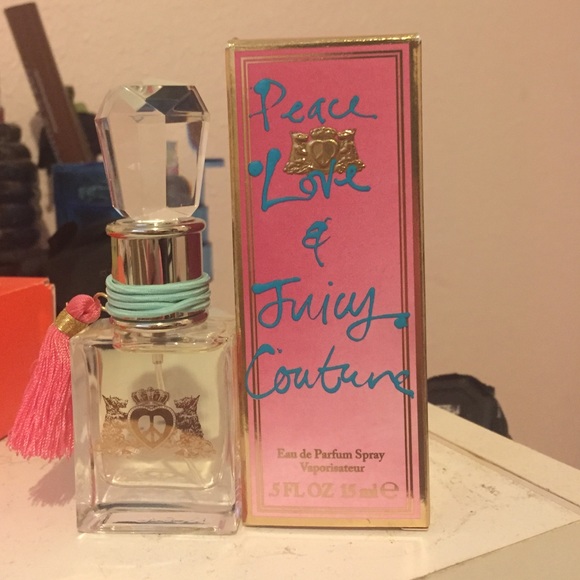 Peace
Love
&
Juicy
Couture
Eau de Parfum Spray
Vaporisateur
.5 FL OZ 15 ml ℮